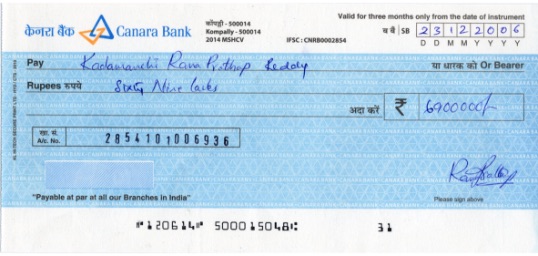 केनरा बैंक Canara Bank
कोंपल्ली - 500014
Kompally - 500014
2014 MSHCV
IFSC : CNRB0002854
Valid for three months only from the date of instrument
SB 23122006
D D M M Y Y Y Y
Pay Kadamanchi Ram Prathap Reddy या धारक को Or Bearer
Rupees रुपये Sixty Nine lacks
अदा करें ₹ 6900000/-
खा. सं.
A/c. No. 2854101006936
"Payable at par at all our Branches in India"
Please sign above
⑈120614⑈ 500015048⑆ 31